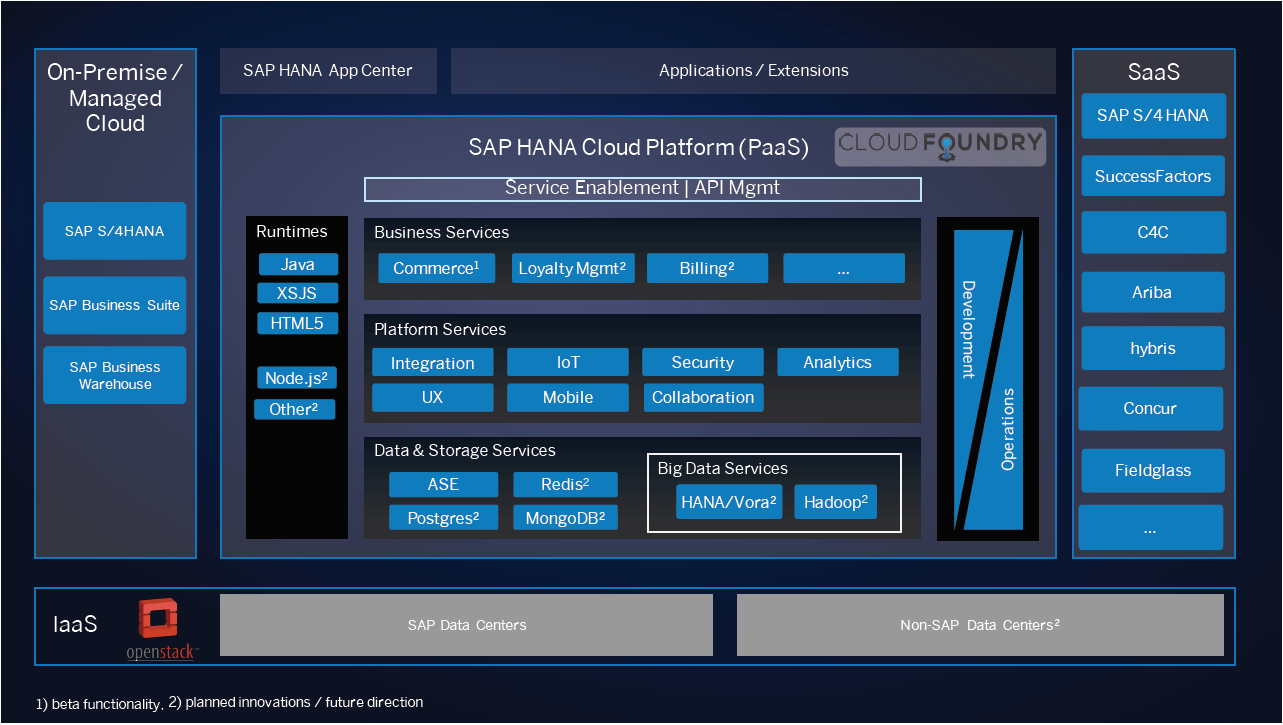 On-Premise /
Managed
Cloud
SAP S/4HANA
SAP Business Suite
SAP Business
Warehouse
SAP HANA App Center
Applications / Extensions
SAP HANA Cloud Platform (PaaS)
CLOUD FOUNDRY
Service Enablement | API Mgmt
Runtimes
Java
XSJS
HTML5
Node.js²
Other²
Business Services
Commerce¹
Loyalty Mgmt²
Billing²
...
Platform Services
Integration
IoT
Security
Analytics
UX
Mobile
Collaboration
Data & Storage Services
ASE
Redis²
Postgres²
MongoDB²
Big Data Services
HANA/Vora²
Hadoop²
Development
Operations
SaaS
SAP S/4 HANA
SuccessFactors
C4C
Ariba
hybris
Concur
Fieldglass
...
IaaS
openstack™
SAP Data Centers
Non-SAP Data Centers²
1) beta functionality, 2) planned innovations / future direction